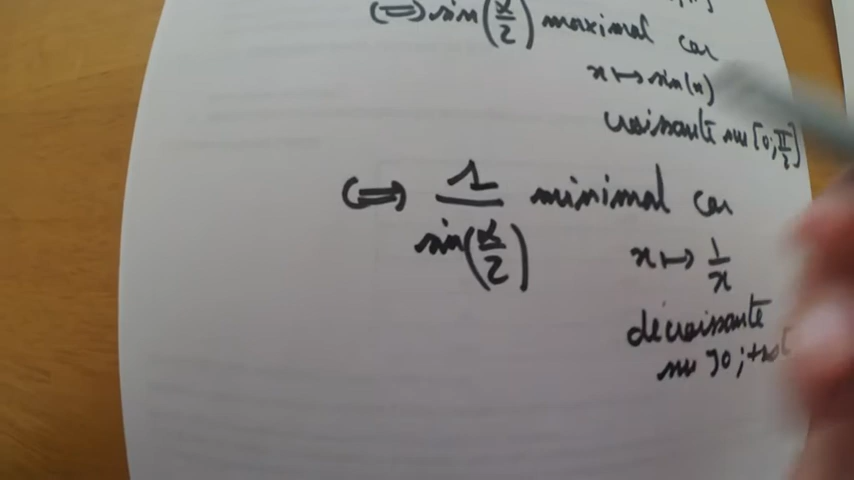 ⇔ sin(α/2) maximal car
x ↦ sin(x)
croissante sur [0; π/2]
⇔ 1/sin(α/2) minimal car
x ↦ 1/x
décroissante
sur ]0; +∞[